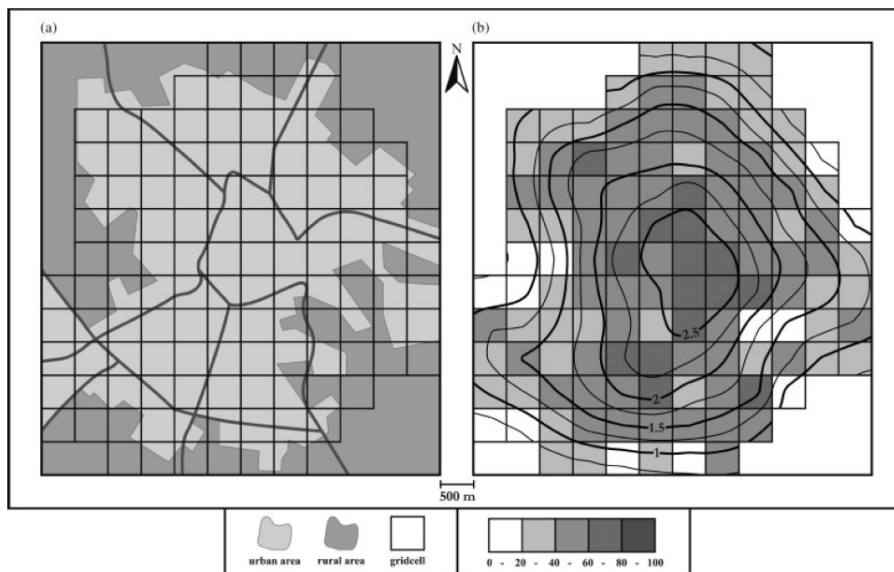 (a)
(b)
N
2.5
2
1.5
1
500 m
urban area
rural area
gridcell
0 - 20 - 40 - 60 - 80 - 100